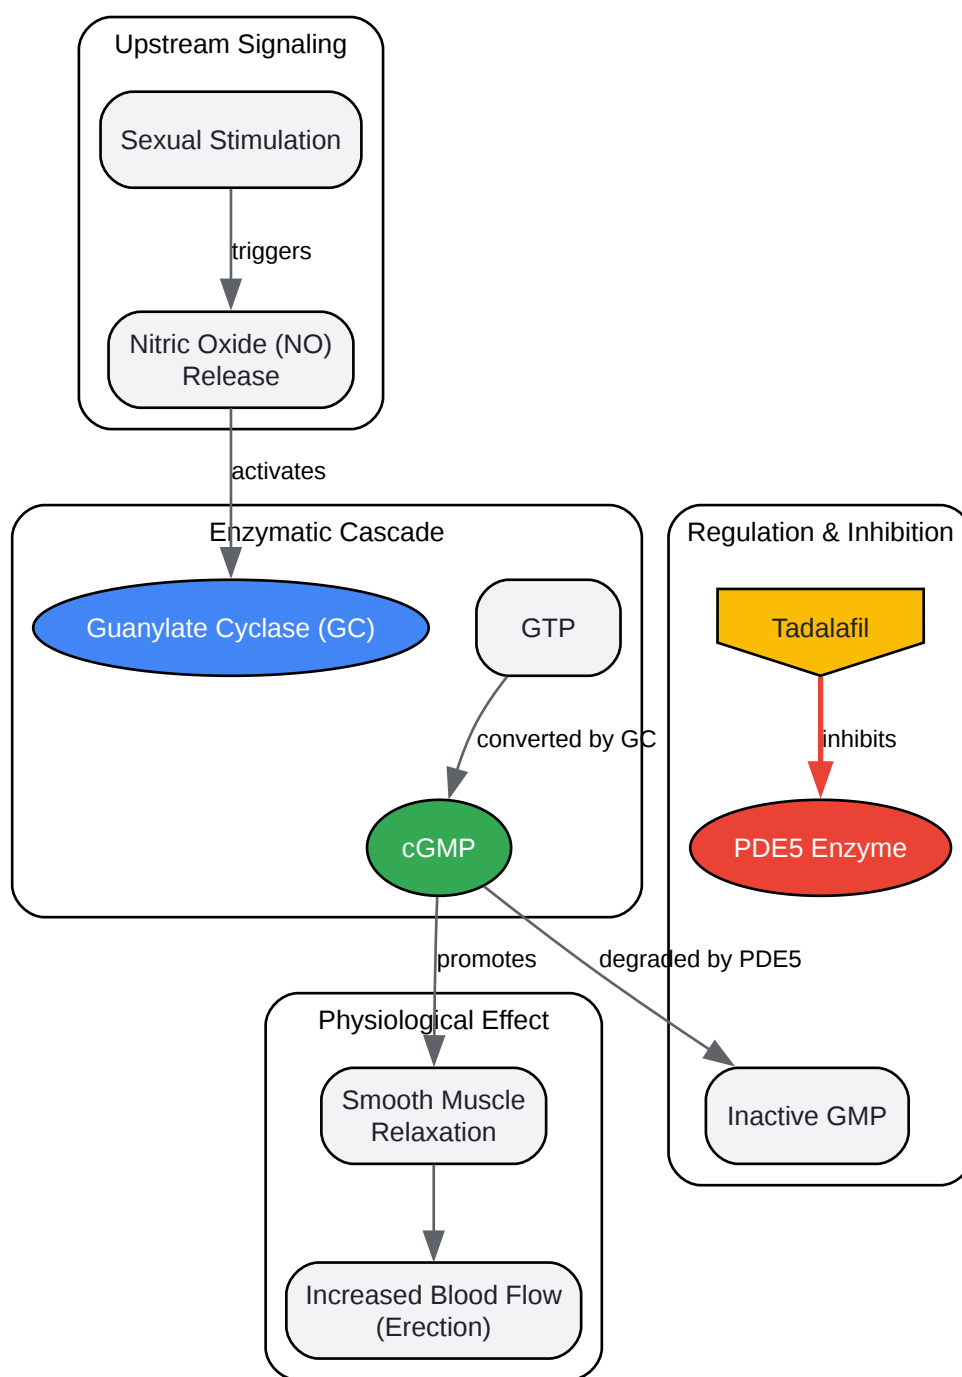 Upstream Signaling
Sexual Stimulation
triggers
Nitric Oxide (NO)
Release
activates
Enzymatic Cascade
Regulation & Inhibition
Guanylate Cyclase (GC)
GTP
Tadalafil
converted by GC
inhibits
cGMP
PDE5 Enzyme
promotes
degraded by PDE5
Physiological Effect
Smooth Muscle
Relaxation
Inactive GMP
Increased Blood Flow
(Erection)